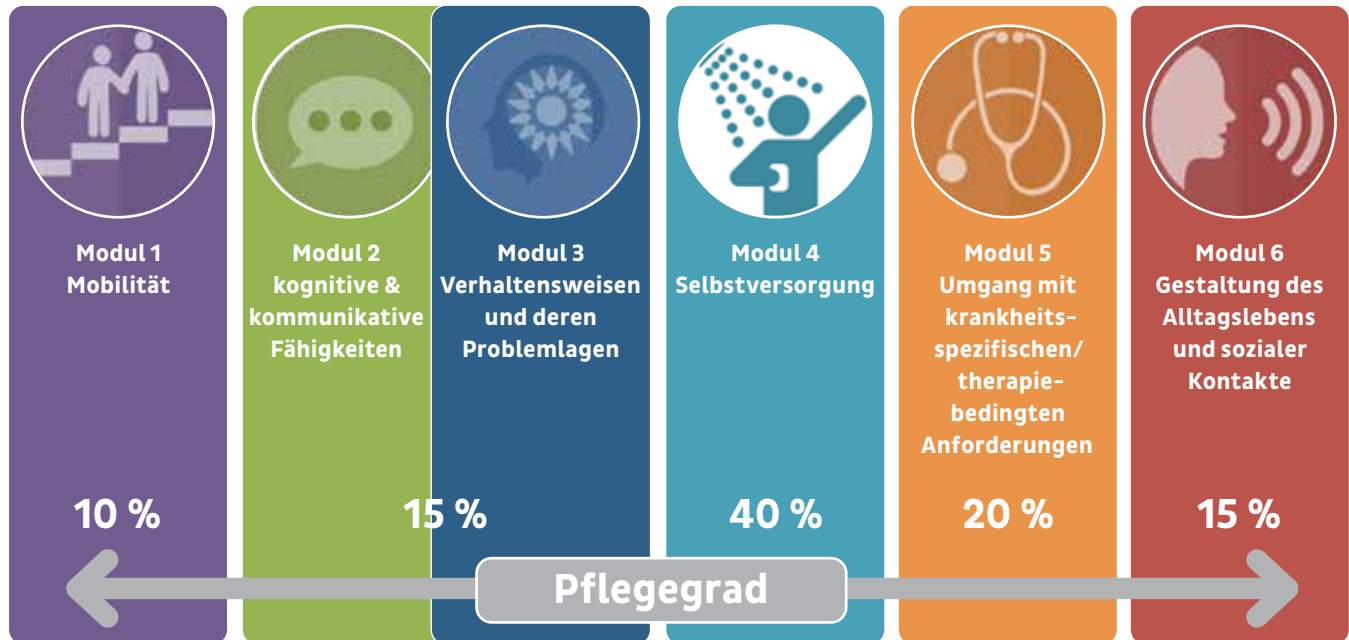 Modul 1
Mobilität
10 %
Modul 2
kognitive &
kommunikative
Fähigkeiten
Modul 3
Verhaltensweisen
und deren
Problemlagen
15 %
Modul 4
Selbstversorgung
40 %
Modul 5
Umgang mit
krankheits-
spezifischen/
therapie-
bedingten
Anforderungen
20 %
Modul 6
Gestaltung des
Alltagslebens
und sozialer
Kontakte
15 %
Pflegegrad